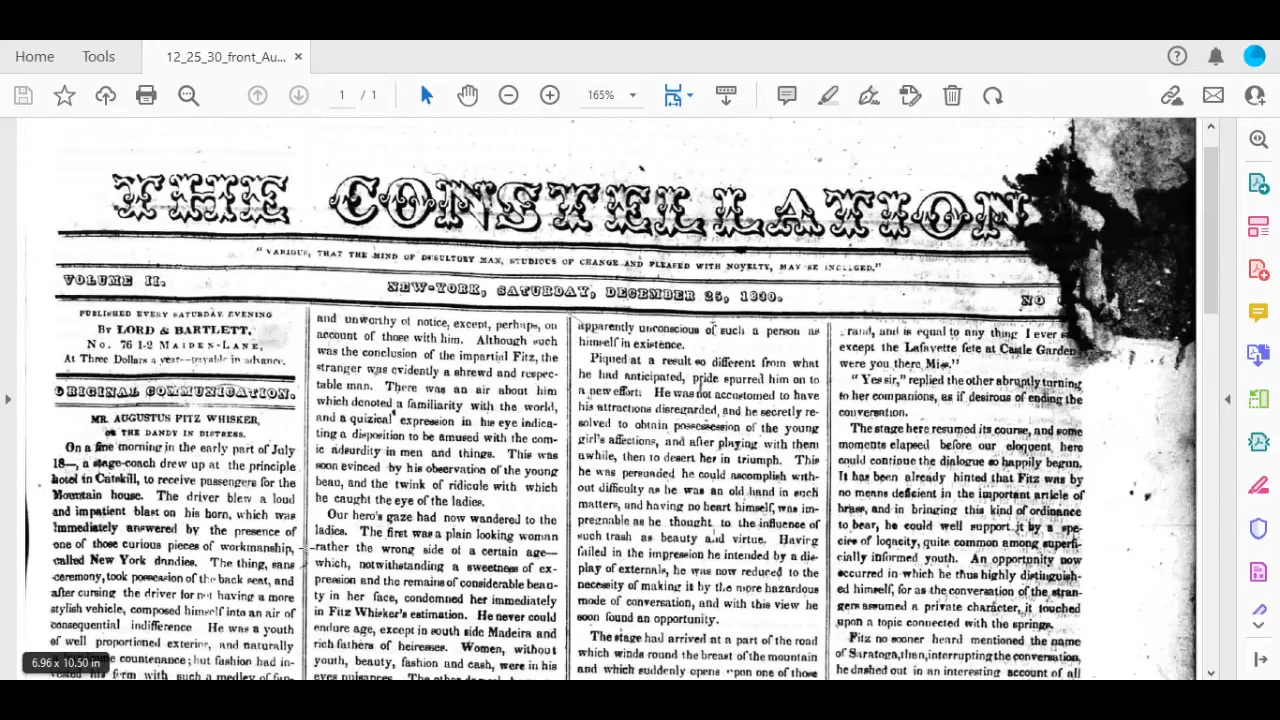 Home
Tools
12_25_30_front_Au...
1 / 1
165%
THE CONSTELLATION
"VARIOUS, THAT THE MIND OF DESULTORY MAN, STUDIOUS OF CHANGE AND PLEASED WITH NOVELTY, MAY BE INDULGED."
VOLUME II.
NEW-YORK, SATURDAY, DECEMBER 25, 1830.
NO
PUBLISHED EVERY SATURDAY EVENING
By LORD & BARTLETT,
No. 76 1-2 MAIDEN-LANE,
At Three Dollars a year—payable in advance.
ORIGINAL COMMUNICATION.
MR. AUGUSTUS FITZ WHISKER,
OR THE DANDY IN DISTRESS.
On a fine morning in the early part of July
18—, a stage-coach drew up at the principle
hotel in Catskill, to receive passengers for the
Mountain house. The driver blew a loud
and impatient blast on his horn, which was
immediately answered by the presence of
one of those curious pieces of workmanship,
called New York dandies. The thing, sans
ceremony, took possession of the back seat, and
after cursing the driver for not having a more
stylish vehicle, composed himself into an air of
consequential indifference He was a youth
of well proportioned exterior, and naturally
countenance; but fashion had in-
his form with such a medley of
and unworthy of notice, except, perhaps, on
account of those with him. Although such
was the conclusion of the impartial Fitz, the
stranger was evidently a shrewd and respec-
table man. There was an air about him
which denoted a familiarity with the world,
and a quizical expression in his eye indica-
ting a disposition to be amused with the com-
ic absurdity in men and things. This was
soon evinced by his observation of the young
beau, and the twink of ridicule with which
he caught the eye of the ladies.
Our hero's gaze had now wandered to the
ladies. The first was a plain looking woman
—rather the wrong side of a certain age—
which, notwithstanding a sweetness of ex-
pression and the remains of considerable beau-
ty in her face, condemned her immediately
in Fitz Whisker's estimation. He never could
endure age, except in south side Madeira and
rich fathers of heiresses. Women, without
youth, beauty, fashion and cash, were in his
eyes nuisances. The other
apparently unconscious of such a person as
himself in existence.
Piqued at a result so different from what
he had anticipated, pride spurred him on to
a new effort: He was not accustomed to have
his attractions disregarded, and he secretly re-
solved to obtain possesession of the young
girl's affections, and after playing with them
awhile, then to desert her in triumph. This
he was persuaded he could accomplish with-
out difficulty as he was an old hand in such
matters, and having no heart himself, was im-
pregnable as he thought to the influence of
such trash as beauty and virtue. Having
failed in the impression he intended by a dis-
play of externals, he was now reduced to the
necessity of making it by the more hazardous
mode of conversation, and with this view he
soon found an opportunity.
The stage had arrived at a part of the road
which winds round the breast of the mountain
and which suddenly opens upon one of those
rand, and is equal to any thing I ever
except the Lafayette fete at Castle Garden
were you there Miss."
"Yes sir," replied the other abruptly turning
to her companions, as if desirous of ending the
conversation.
The stage here resumed its course, and some
moments elapsed before our eloquent hero
could continue the dialogue so happily begun.
It has been already hinted that Fitz was by
no means deficient in the important article of
brass, and in bringing this kind of ordinance
to bear, he could well support it by a spe-
cies of loqacity, quite common among superfi-
cially informed youth. An opportunity now
occurred in which he thus highly distinguish-
ed himself, for as the conversation of the stran-
gers assumed a private character, it touched
upon a topic connected with the springs.
Fitz no sooner heard mentioned the name
of Saratoga, than, interrupting the conversation,
he dashed out in an interesting account of all
6.96 x 10.50 in